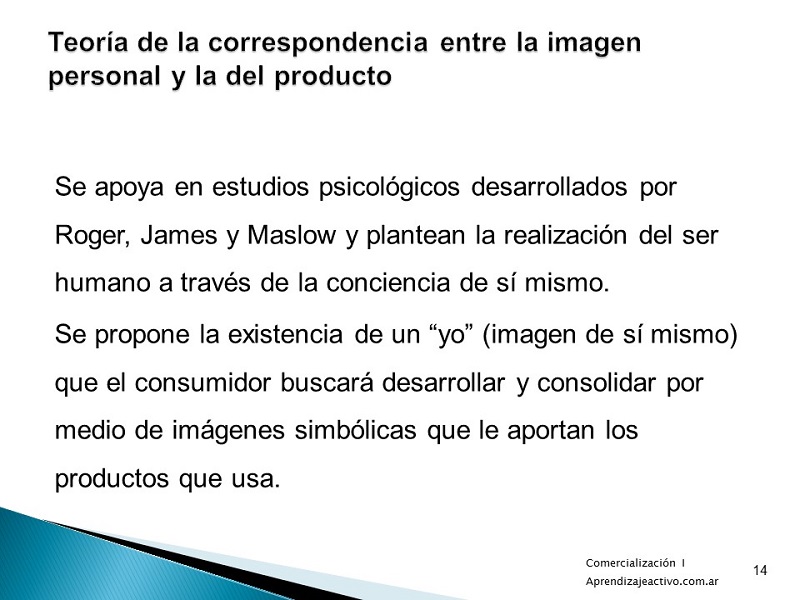 Teoría de la correspondencia entre la imagen
personal y la del producto
Se apoya en estudios psicológicos desarrollados por
Roger, James y Maslow y plantean la realización del ser
humano a través de la conciencia de sí mismo.
Se propone la existencia de un “yo” (imagen de sí mismo)
que el consumidor buscará desarrollar y consolidar por
medio de imágenes simbólicas que le aportan los
productos que usa.
Comercialización I
Aprendizajeactivo.com.ar
14